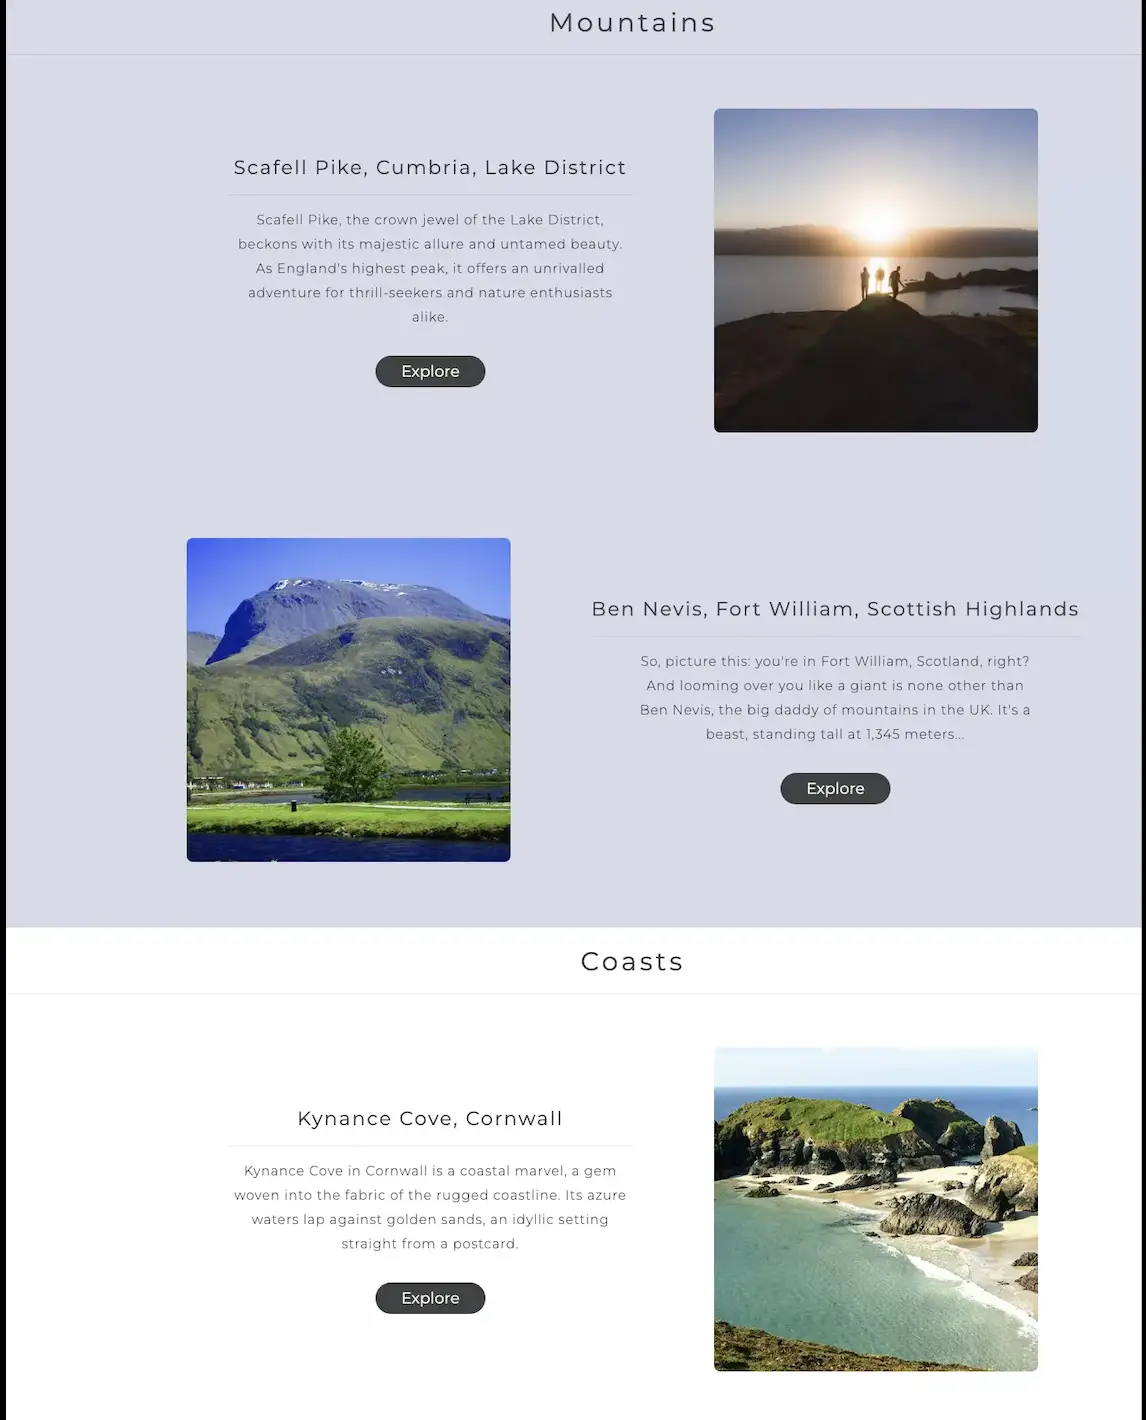 Mountains
Scafell Pike, Cumbria, Lake District
Scafell Pike, the crown jewel of the Lake District,
beckons with its majestic allure and untamed beauty.
As England's highest peak, it offers an unrivalled
adventure for thrill-seekers and nature enthusiasts
alike.
Explore
Ben Nevis, Fort William, Scottish Highlands
So, picture this: you're in Fort William, Scotland, right?
And looming over you like a giant is none other than
Ben Nevis, the big daddy of mountains in the UK. It's a
beast, standing tall at 1,345 meters...
Explore
Coasts
Kynance Cove, Cornwall
Kynance Cove in Cornwall is a coastal marvel, a gem
woven into the fabric of the rugged coastline. Its azure
waters lap against golden sands, an idyllic setting
straight from a postcard.
Explore